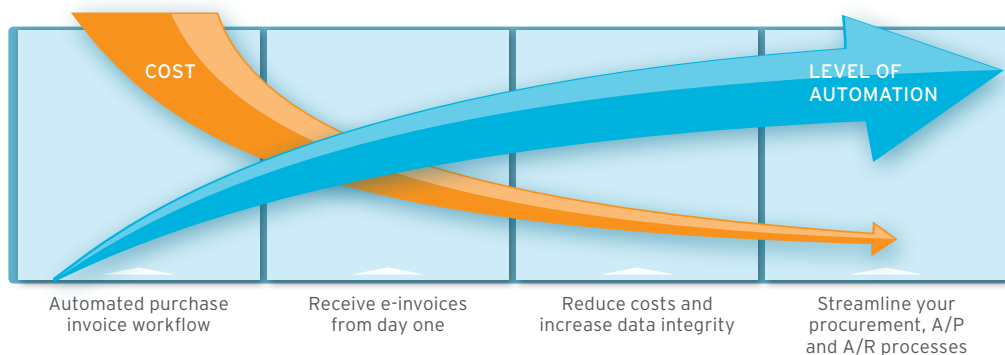 COST
LEVEL OF
AUTOMATION
Automated purchase
invoice workflow
Receive e-invoices
from day one
Reduce costs and
increase data integrity
Streamline your
procurement, A/P
and A/R processes